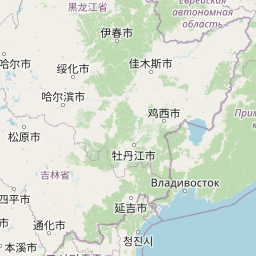 黑龙江省
Еврейская
автономная
область
伊春市
哈尔市
绥化市
佳木斯市
哈尔滨市
鸡西市
松原市
牡丹江市
吉林省
Владивосток
四平市
延吉市
通化市
청진시
本溪市